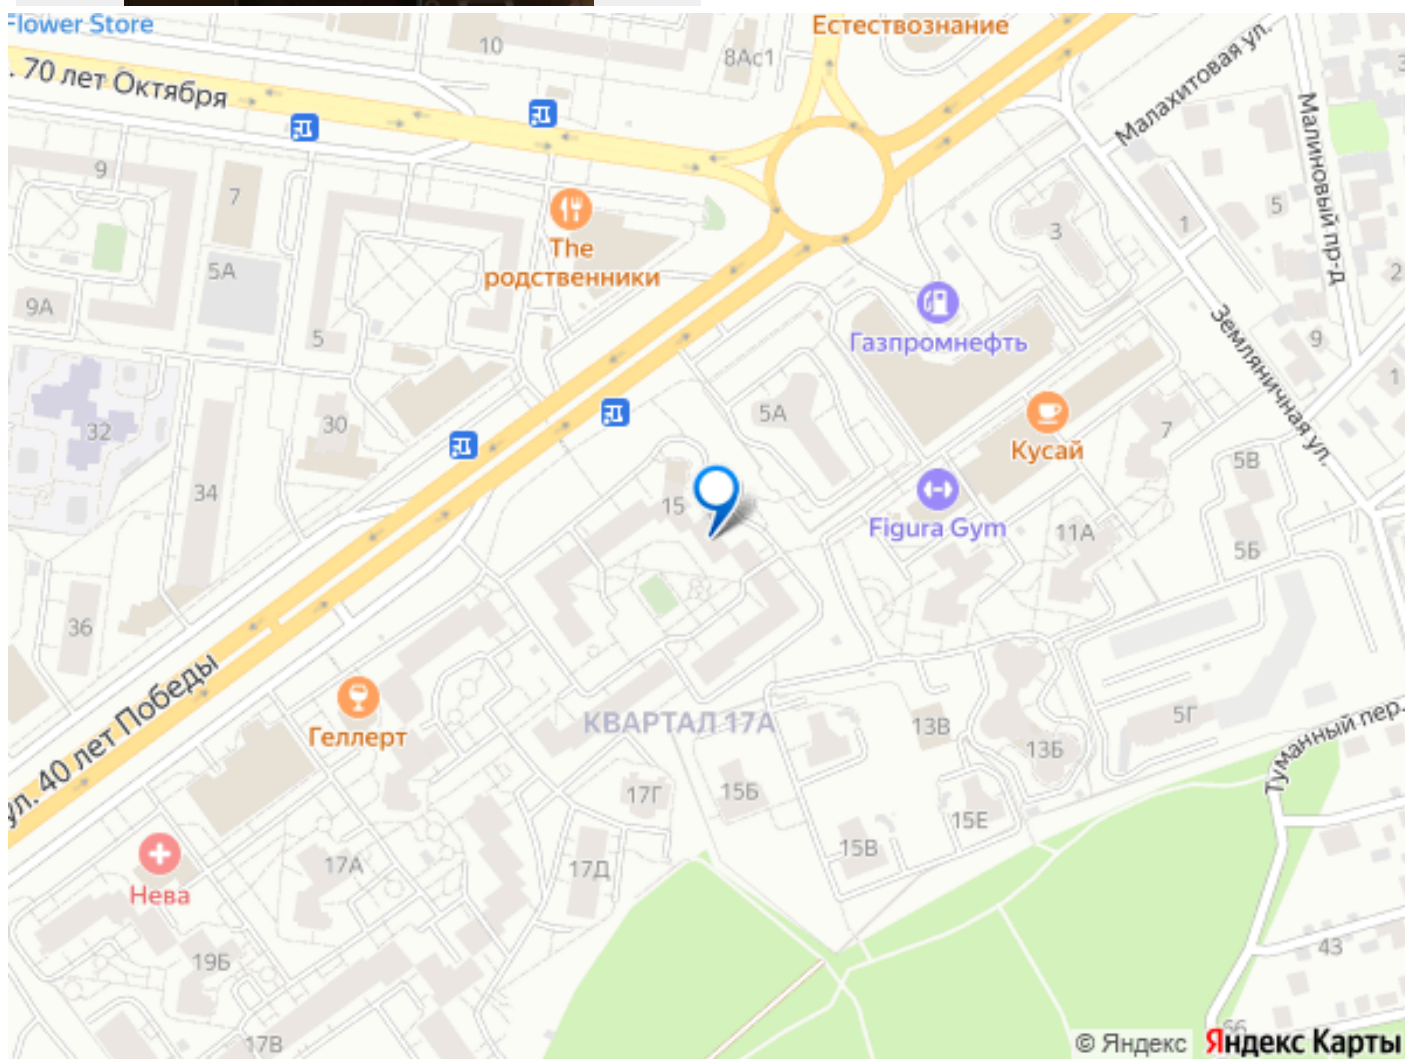 Flower Store
Естествознание
10
8Ас1
. 70 лет Октября
Малахитовая ул.
Малиновый пр-д
9
7
The
родственники
3
1
5
5А
2
9А
5
Газпромнефть
Земляничная ул.
9
1
5А
32
30
Кусай
7
5В
34
15
Figura Gym
11А
5Б
36
ул. 40 лет Победы
Геллерт
КВАРТАЛ 17А
13В
5Г
Туманный пер.
13Б
17Г
15Б
15Е
15В
Нева
17А
17Д
19Б
43
17В
66
© Яндекс
Яндекс Карты